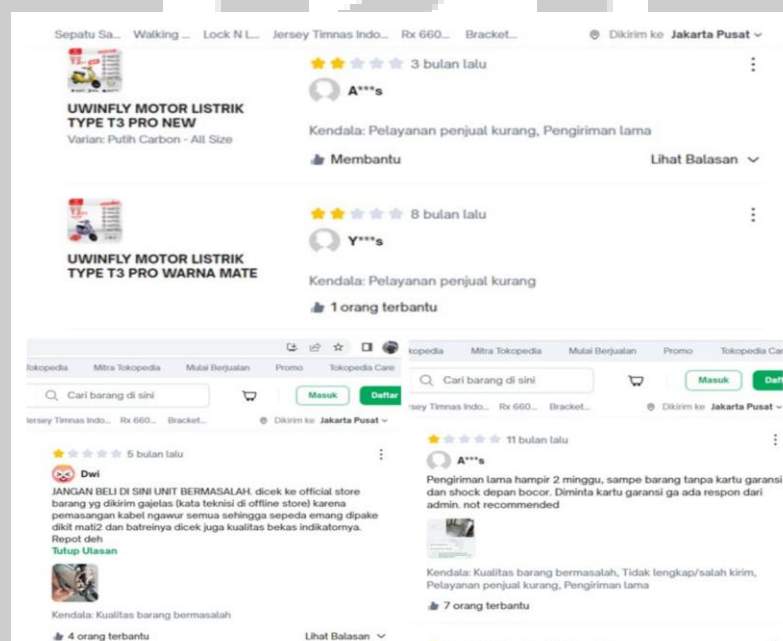 Sepatu Sa... Walking ... Lock N L... Jersey Timnas Indo... Rx 660... Bracket... Dikirim ke Jakarta Pusat
3 bulan lalu
A***s
UWINFLY MOTOR LISTRIK
TYPE T3 PRO NEW
Varian: Putih Carbon - All Size
Kendala: Pelayanan penjual kurang, Pengiriman lama
Membantu Lihat Balasan
8 bulan lalu
Y***s
UWINFLY MOTOR LISTRIK
TYPE T3 PRO WARNA MATE
Kendala: Pelayanan penjual kurang
1 orang terbantu
Tokopedia Mitra Tokopedia Mulai Berjualan Promo Tokopedia Care
Cari barang di sini Masuk Daftar
Jersey Timnas Indo... Rx 660... Bracket... Dikirim ke Jakarta Pusat
5 bulan lalu
Dwi
JANGAN BELI DI SINI UNIT BERMASALAH. dicek ke official store
barang yg dikirim gajelas (kata teknisi di offline store) karena
pemasangan kabel ngawur semua sehingga sepeda emang dipake
dikit mati2 dan batreinya dicek juga kualitas bekas indikatornya.
Repot deh
Tutup Ulasan
Kendala: Kualitas barang bermasalah
4 orang terbantu Lihat Balasan
kopedia Mitra Tokopedia Mulai Berjualan Promo Tokopedia Car
Cari barang di sini Masuk Daft
sey Timnas Indo... Rx 660... Bracket... Dikirim ke Jakarta Pusat
11 bulan lalu
A***s
Pengiriman lama hampir 2 minggu, sampe barang tanpa kartu garansi
dan shock depan bocor. Diminta kartu garansi ga ada respon dari
admin. not recommended
Kendala: Kualitas barang bermasalah, Tidak lengkap/salah kirim,
Pelayanan penjual kurang, Pengiriman lama
7 orang terbantu